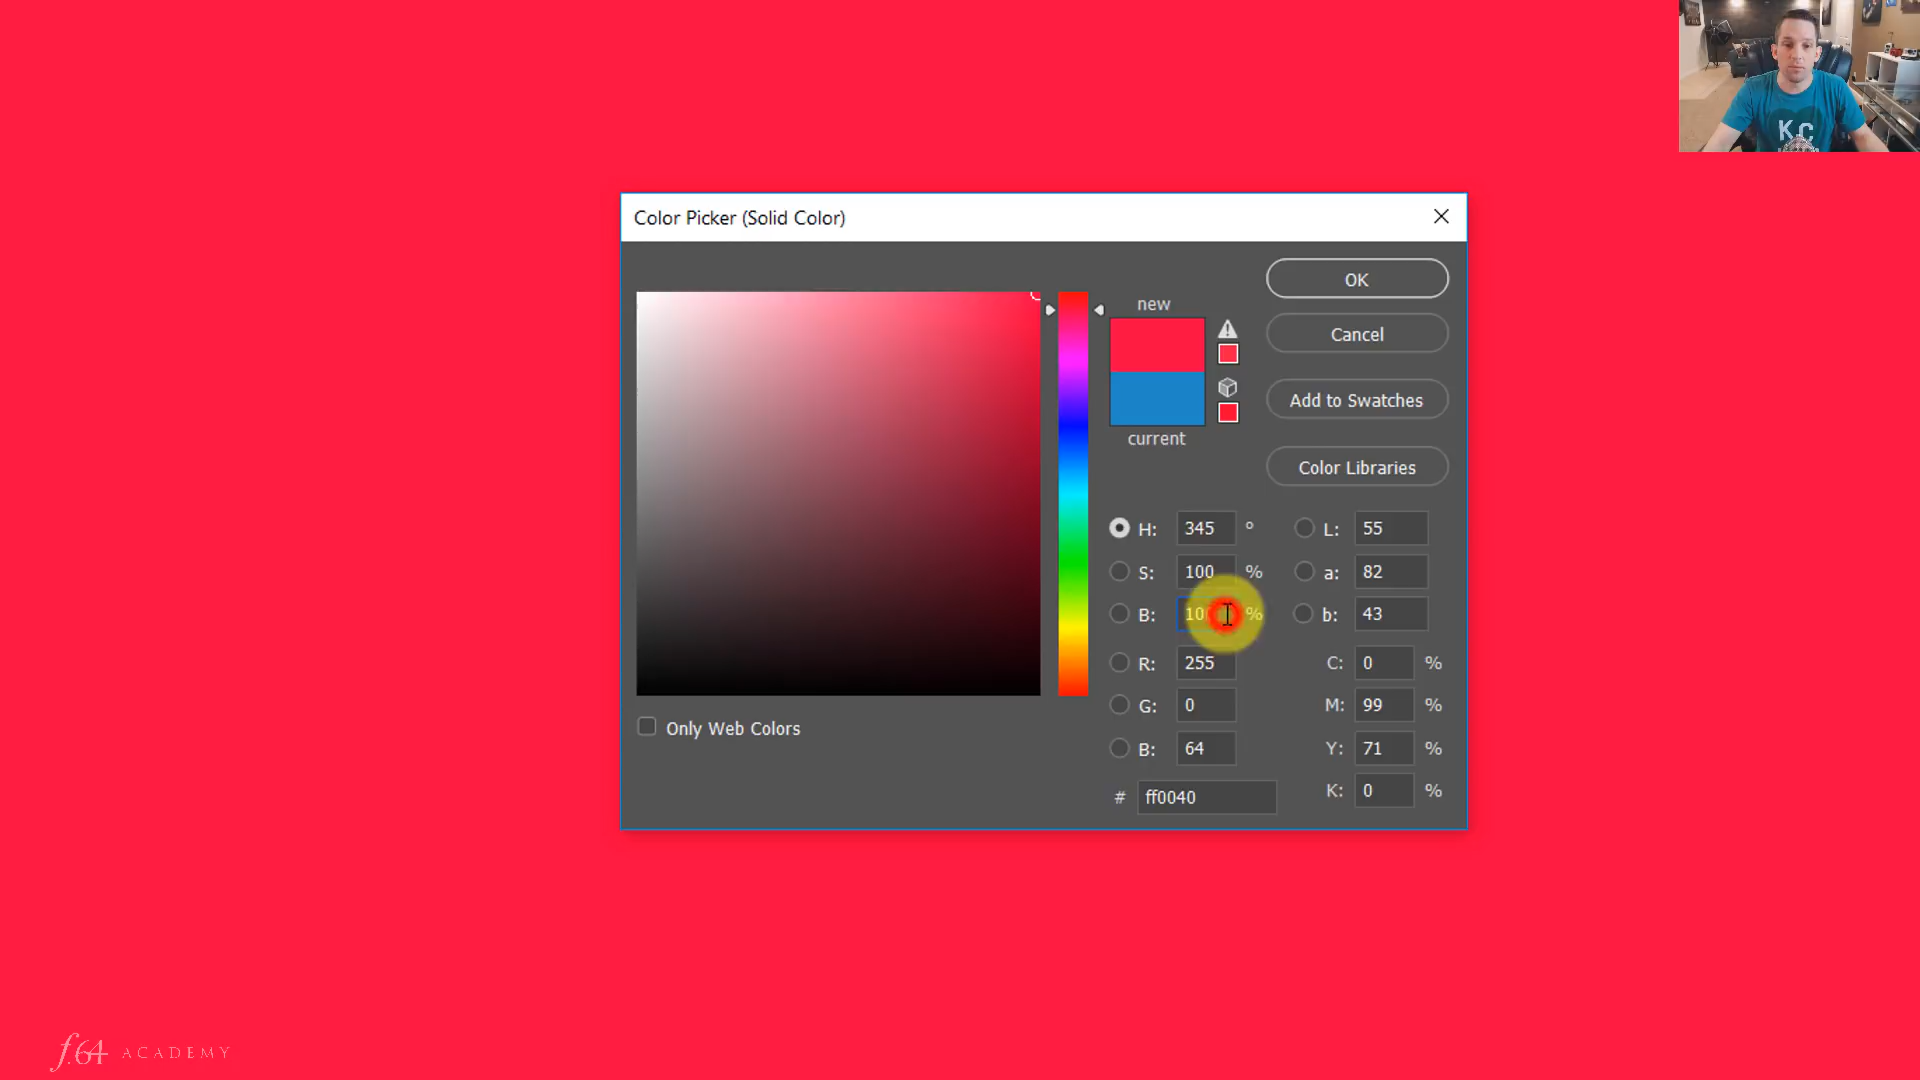 KC
Color Picker (Solid Color)
OK
new
Cancel
Add to Swatches
current
Color Libraries
H: 345 °
L: 55
S: 100 %
a: 82
B: %
b: 43
R: 255
C: 0 %
G: 0
M: 99 %
Only Web Colors
B: 64
Y: 71 %
# ff0040
K: 0 %
f.64 ACADEMY